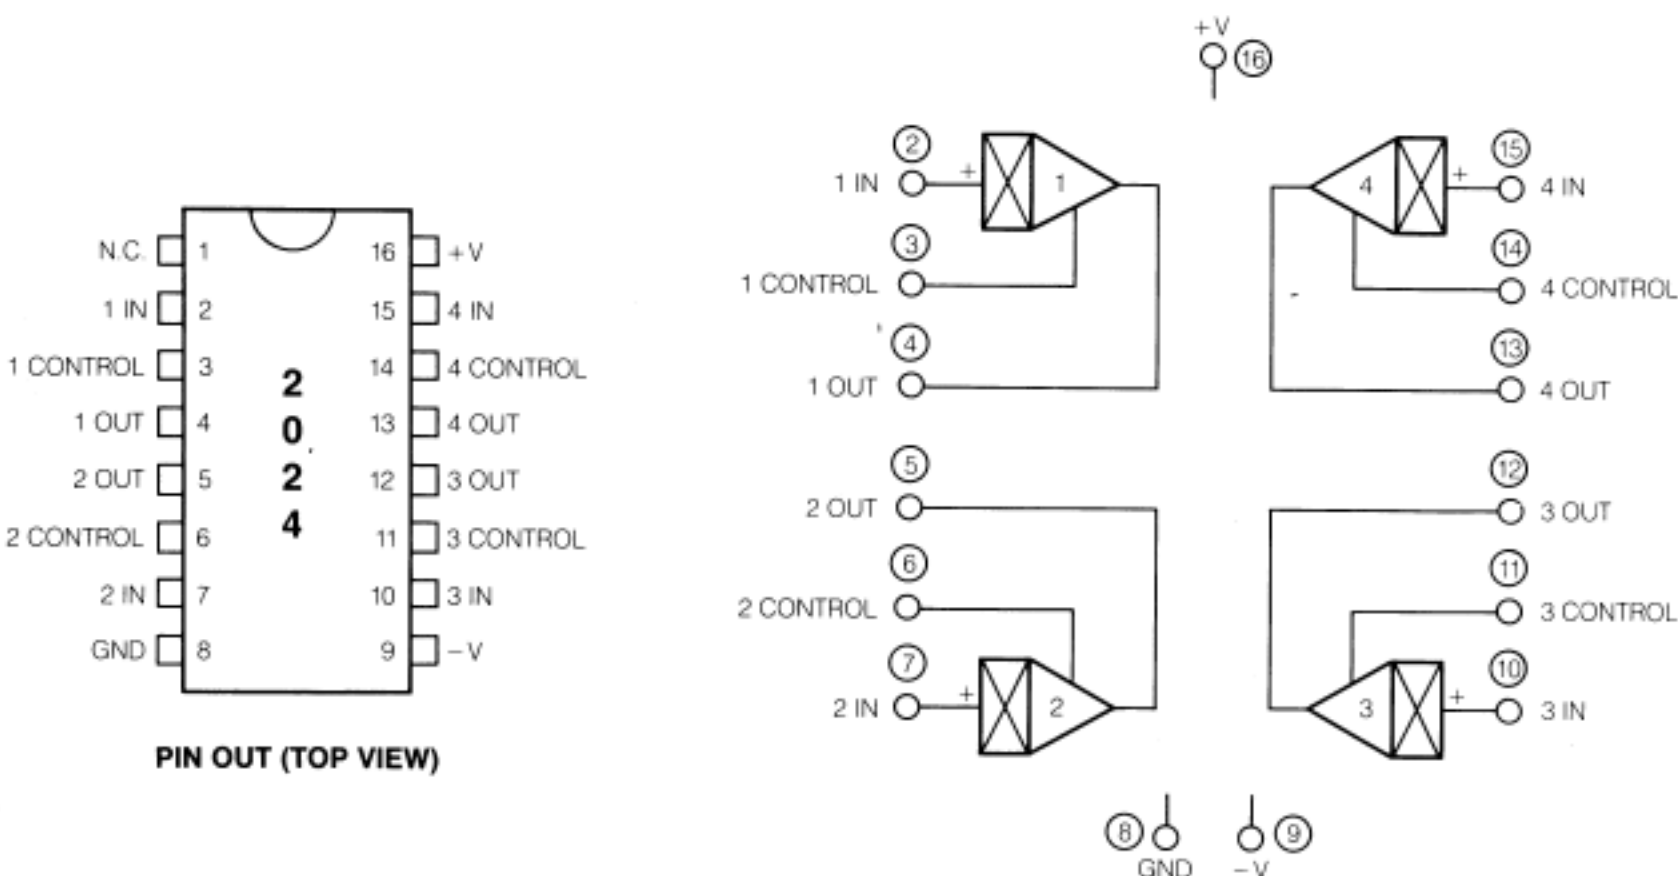 N.C. 1 16 +V
1 IN 2 15 4 IN
1 CONTROL 3 14 4 CONTROL
1 OUT 4 13 4 OUT
2 OUT 5 12 3 OUT
2 CONTROL 6 11 3 CONTROL
2 IN 7 10 3 IN
GND 8 9 −V
2
0
2
4
PIN OUT (TOP VIEW)
+V
16
2
1 IN + 1
3
1 CONTROL
4
1 OUT
5
2 OUT
6
2 CONTROL
7
2 IN + 2
15
4 + 4 IN
14
4 CONTROL
13
4 OUT
12
3 OUT
11
3 CONTROL
10
3 + 3 IN
8
GND
9
−V